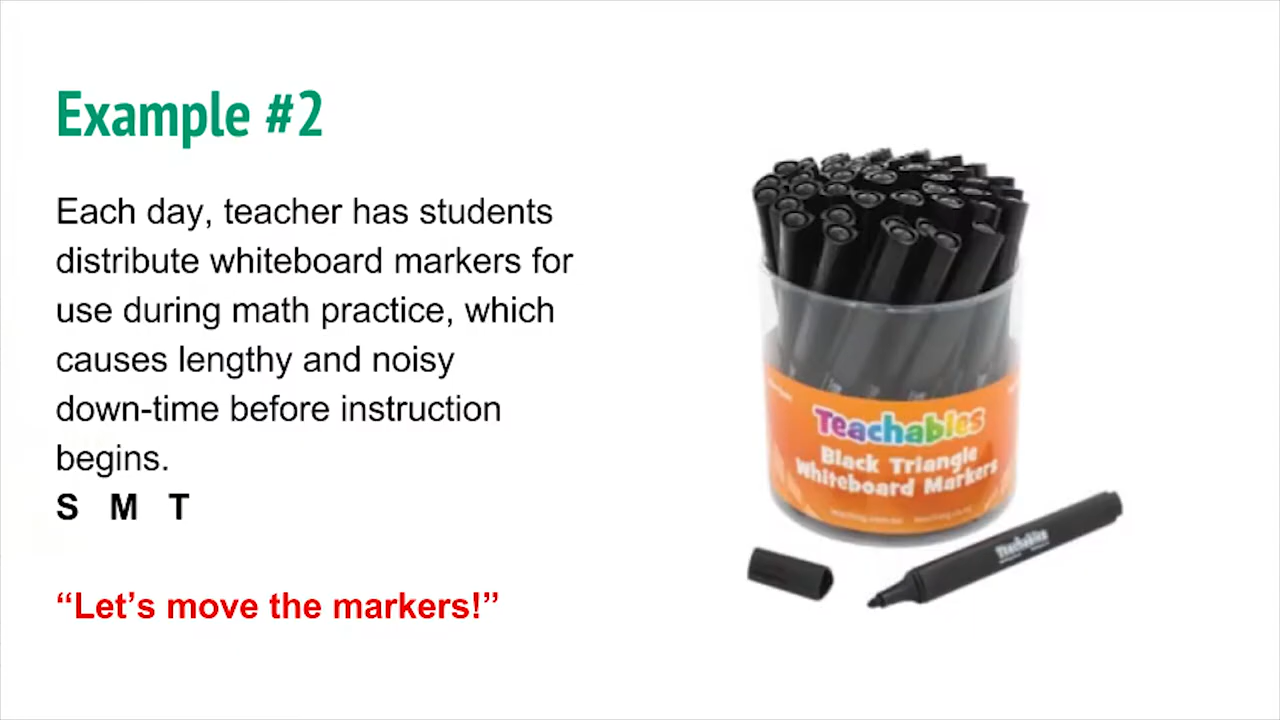 Example #2
Each day, teacher has students
distribute whiteboard markers for
use during math practice, which
causes lengthy and noisy
down-time before instruction
begins.
S M T
“Let’s move the markers!”
Teachables
Black Triangle
Whiteboard Markers
Teachables